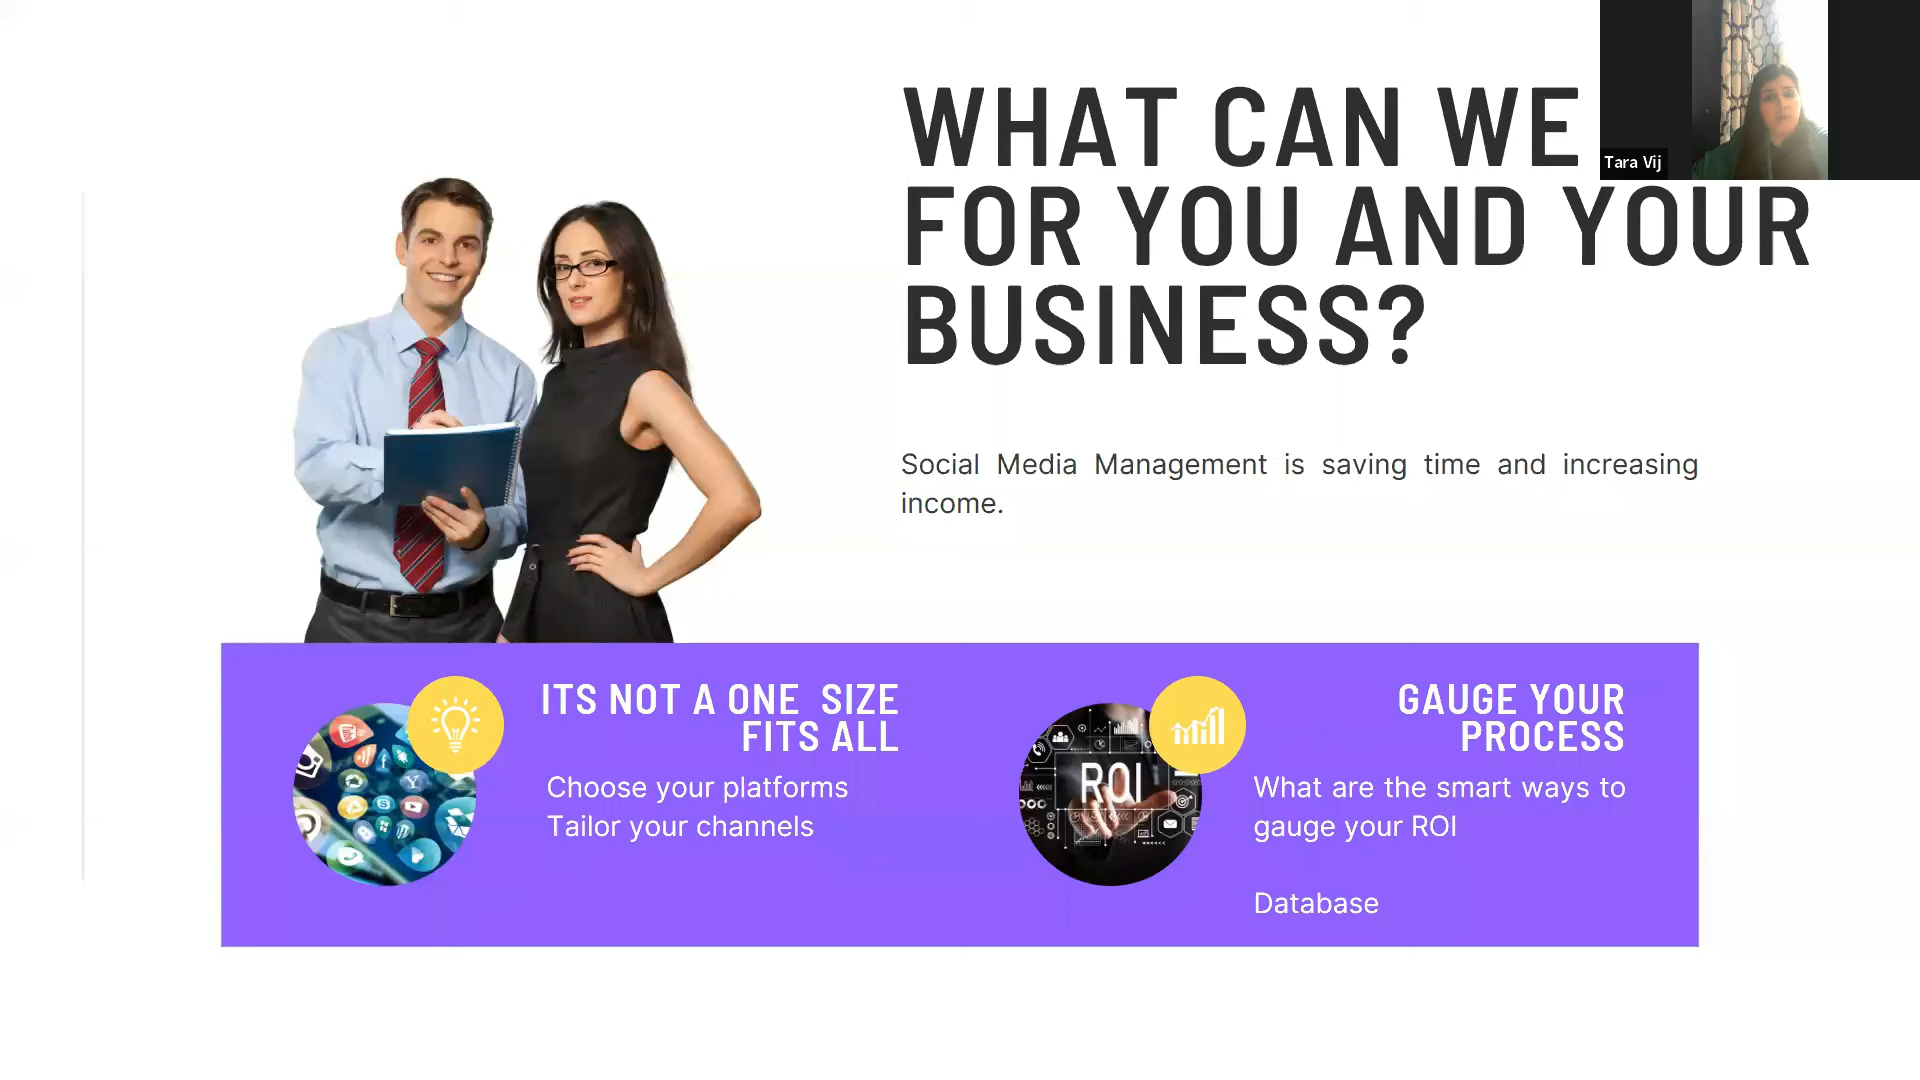 WHAT CAN WE
FOR YOU AND YOUR
BUSINESS?
Tara Vij
Social Media Management is saving time and increasing
income.
ITS NOT A ONE SIZE
FITS ALL
Choose your platforms
Tailor your channels
ROI
GAUGE YOUR
PROCESS
What are the smart ways to
gauge your ROI
Database